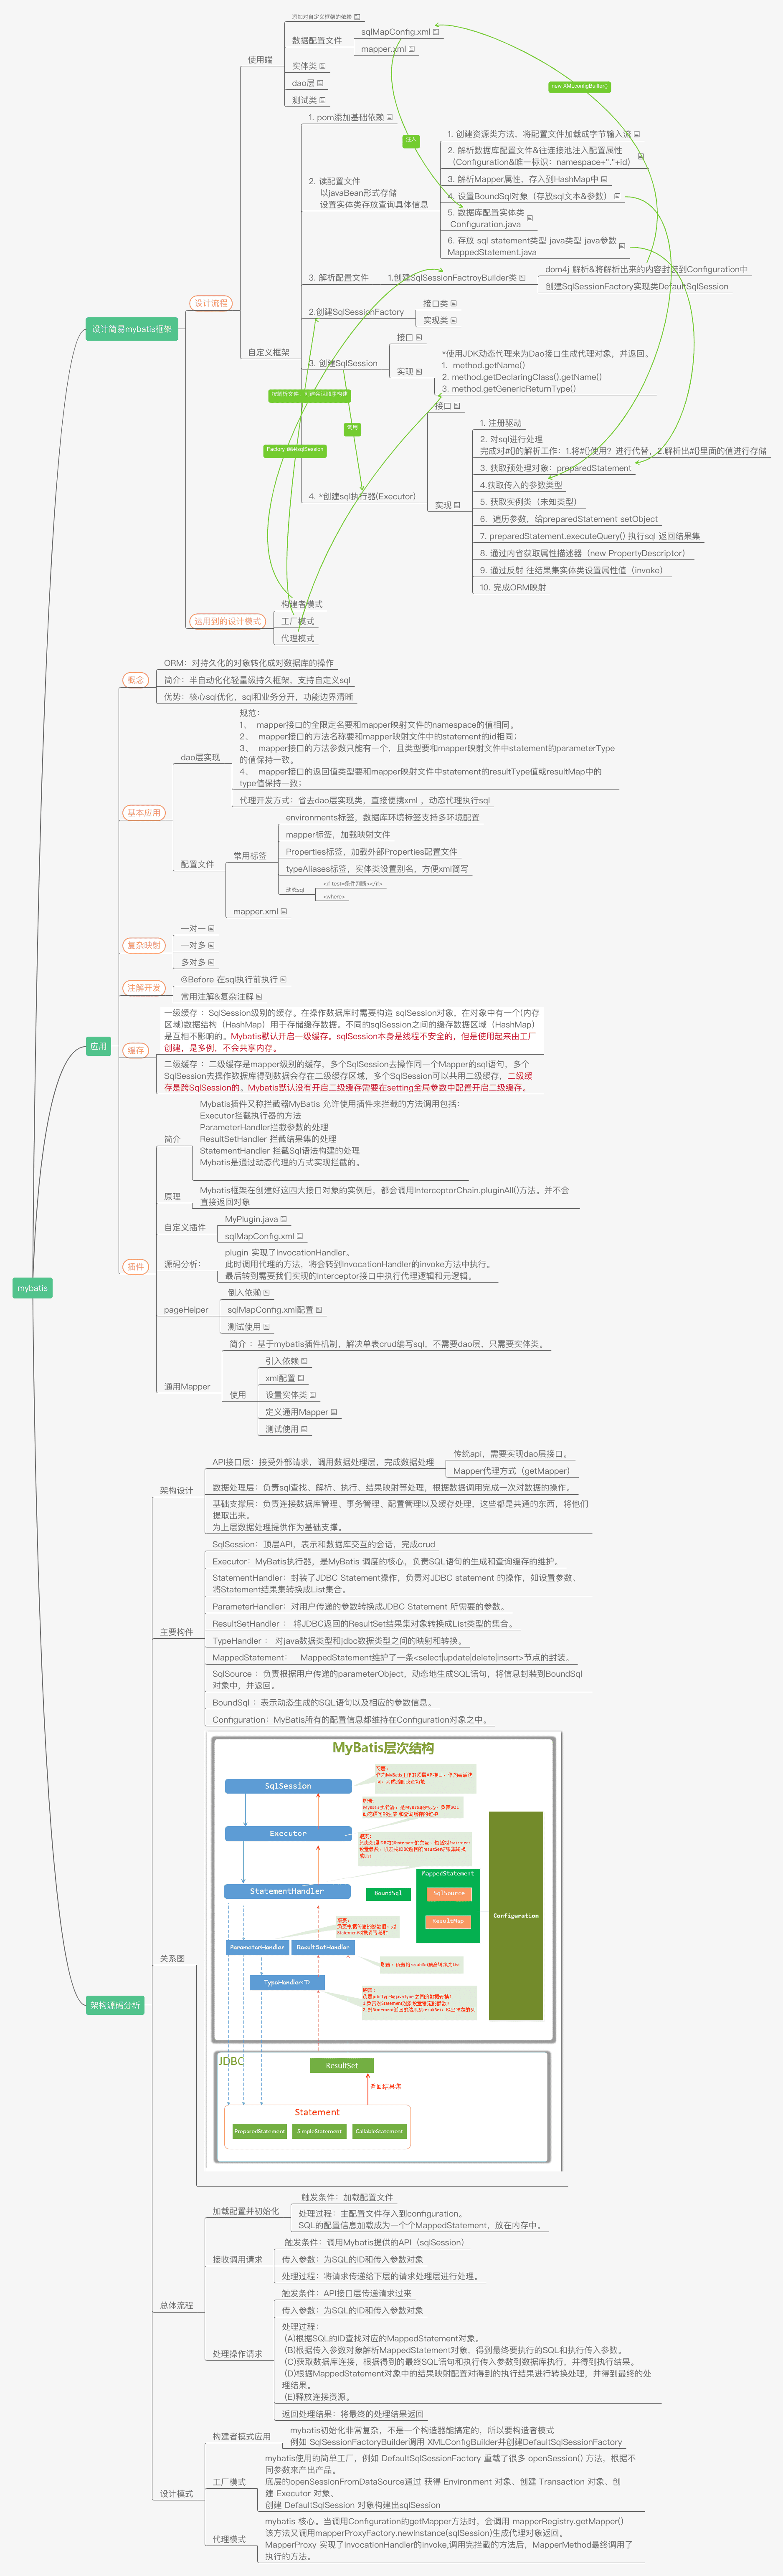 mybatis
设计简易mybatis框架
设计流程
使用端
添加对自定义框架的依赖
数据配置文件
sqlMapConfig.xml
mapper.xml
实体类
dao层
测试类
自定义框架
1. pom添加基础依赖
2. 读配置文件
以javaBean形式存储
设置实体类存放查询具体信息
1. 创建资源类方法，将配置文件加载成字节输入流
2. 解析数据库配置文件&往连接池注入配置属性
（Configuration&唯一标识：namespace+"."+id）
3. 解析Mapper属性，存入到HashMap中
4. 设置BoundSql对象（存放sql文本&参数）
5. 数据库配置实体类
Configuration.java
6. 存放 sql statement类型 java类型 java参数
MappedStatement.java
3. 解析配置文件
1.创建SqlSessionFactroyBuilder类
dom4j 解析&将解析出来的内容封装到Configuration中
创建SqlSessionFactory实现类DefaultSqlSession
2.创建SqlSessionFactory
接口类
实现类
3. 创建SqlSession
接口
实现
*使用JDK动态代理来为Dao接口生成代理对象，并返回。
1. method.getName()
2. method.getDeclaringClass().getName()
3. method.getGenericReturnType()
4. *创建sql执行器(Executor)
接口
实现
1. 注册驱动
2. 对sql进行处理
完成对#{}的解析工作：1.将#{}使用？进行代替，2.解析出#{}里面的值进行存储
3. 获取预处理对象：preparedStatement
4.获取传入的参数类型
5. 获取实例类（未知类型）
6. 遍历参数，给preparedStatement setObject
7. preparedStatement.executeQuery() 执行sql 返回结果集
8. 通过内省获取属性描述器（new PropertyDescriptor）
9. 通过反射 往结果集实体类设置属性值（invoke）
10. 完成ORM映射
new XMLconfigBuilfer()
注入
根解析文件、创建会话顺序构建
调用
Factory 调用sqlSession
运用到的设计模式
构建者模式
工厂模式
代理模式
应用
概念
ORM：对持久化的对象转化成对数据库的操作
简介：半自动化化轻量级持久框架，支持自定义sql
优势：核心sql优化，sql和业务分开，功能边界清晰
基本应用
dao层实现
规范：
1、 mapper接口的全限定名要和mapper映射文件的namespace的值相同。
2、 mapper接口的方法名称要和mapper映射文件中的statement的id相同；
3、 mapper接口的方法参数只能有一个，且类型要和mapper映射文件中statement的parameterType
的值保持一致。
4、 mapper接口的返回值类型要和mapper映射文件中statement的resultType值或resultMap中的
type值保持一致；
代理开发方式：省去dao层实现类，直接便携xml ，动态代理执行sql
配置文件
常用标签
environments标签，数据库环境标签支持多环境配置
mapper标签，加载映射文件
Properties标签，加载外部Properties配置文件
typeAliases标签，实体类设置别名，方便xml简写
动态sql
<if test=条件判断></if>
<where>
mapper.xml
复杂映射
一对一
一对多
多对多
注解开发
@Before 在sql执行前执行
常用注解&复杂注解
缓存
一级缓存 ：SqlSession级别的缓存。在操作数据库时需要构造 sqlSession对象，在对象中有一个(内存
区域)数据结构（HashMap）用于存储缓存数据。不同的sqlSession之间的缓存数据区域（HashMap）
是互相不影响的。Mybatis默认开启一级缓存。sqlSession本身是线程不安全的，但是使用起来由工厂
创建，是多例，不会共享内存。
二级缓存 ：二级缓存是mapper级别的缓存，多个SqlSession去操作同一个Mapper的sql语句，多个
SqlSession去操作数据库得到数据会存在二级缓存区域，多个SqlSession可以共用二级缓存，二级缓
存是跨SqlSession的。Mybatis默认没有开启二级缓存需要在setting全局参数中配置开启二级缓存。
插件
简介
Mybatis插件又称拦截器MyBatis 允许使用插件来拦截的方法调用包括：
Executor拦截执行器的方法
ParameterHandler拦截参数的处理
ResultSetHandler 拦截结果集的处理
StatementHandler 拦截Sql语法构建的处理
Mybatis是通过动态代理的方式实现拦截的。
原理
Mybatis框架在创建好这四大接口对象的实例后，都会调用InterceptorChain.pluginAll()方法。并不会
直接返回对象
自定义插件
MyPlugin.java
sqlMapConfig.xml
源码分析：
plugin 实现了InvocationHandler。
此时调用代理的方法，将会转到InvocationHandler的invoke方法中执行。
最后转到需要我们实现的Interceptor接口中执行代理逻辑和元逻辑。
pageHelper
倒入依赖
sqlMapConfig.xml配置
测试使用
通用Mapper
简介 ：基于mybatis插件机制，解决单表crud编写sql，不需要dao层，只需要实体类。
使用
引入依赖
xml配置
设置实体类
定义通用Mapper
测试使用
架构源码分析
架构设计
API接口层：接受外部请求，调用数据处理层，完成数据处理
传统api，需要实现dao层接口。
Mapper代理方式（getMapper）
数据处理层：负责sql查找、解析、执行、结果映射等处理，根据数据调用完成一次对数据的操作。
基础支撑层：负责连接数据库管理、事务管理、配置管理以及缓存处理，这些都是共通的东西，将他们
提取出来。
为上层数据处理提供作为基础支撑。
主要构件
SqlSession：顶层API，表示和数据库交互的会话，完成crud
Executor：MyBatis执行器，是MyBatis 调度的核心，负责SQL语句的生成和查询缓存的维护。
StatementHandler：封装了JDBC Statement操作，负责对JDBC statement 的操作，如设置参数、
将Statement结果集转换成List集合。
ParameterHandler：对用户传递的参数转换成JDBC Statement 所需要的参数。
ResultSetHandler ： 将JDBC返回的ResultSet结果集对象转换成List类型的集合。
TypeHandler ： 对java数据类型和jdbc数据类型之间的映射和转换。
MappedStatement： MappedStatement维护了一条<select|update|delete|insert>节点的封装。
SqlSource ：负责根据用户传递的parameterObject，动态地生成SQL语句，将信息封装到BoundSql
对象中，并返回。
BoundSql ：表示动态生成的SQL语句以及相应的参数信息。
Configuration：MyBatis所有的配置信息都维持在Configuration对象之中。
关系图
MyBatis层次结构
SqlSession
职责：
作为MyBatis工作的顶层API接口，作为会话访
问，完成增删改查功能
Executor
职责：
MyBatis执行器，是MyBatis的核心，负责SQL
动态语句的生成和查询缓存的维护
StatementHandler
MappedStatement
BoundSql
SqlSource
ResultMap
Configuration
ParameterHandler
ResultSetHandler
职责：负责将resultSet集合转换为List
TypeHandler<T>
JDBC
ResultSet
返回结果集
Statement
PreparedStatement
SimpleStatement
CallableStatement
总体流程
加载配置并初始化
触发条件：加载配置文件
处理过程：主配置文件存入到configuration。
SQL的配置信息加载成为一个个MappedStatement，放在内存中。
接收调用请求
触发条件：调用Mybatis提供的API（sqlSession）
传入参数：为SQL的ID和传入参数对象
处理过程：将请求传递给下层的请求处理层进行处理。
处理操作请求
触发条件：API接口层传递请求过来
传入参数：为SQL的ID和传入参数对象
处理过程：
(A)根据SQL的ID查找对应的MappedStatement对象。
(B)根据传入参数对象解析MappedStatement对象，得到最终要执行的SQL和执行传入参数。
(C)获取数据库连接，根据得到的最终SQL语句和执行传入参数到数据库执行，并得到执行结果。
(D)根据MappedStatement对象中的结果映射配置对得到的执行结果进行转换处理，并得到最终的处
理结果。
(E)释放连接资源。
返回处理结果：将最终的处理结果返回
设计模式
构建者模式应用
mybatis初始化非常复杂，不是一个构造器能搞定的，所以要构造者模式
例如 SqlSessionFactoryBuilder调用 XMLConfigBuilder并创建DefaultSqlSessionFactory
工厂模式
mybatis使用的简单工厂，例如 DefaultSqlSessionFactory 重载了很多 openSession() 方法，根据不
同参数来产出产品。
底层的openSessionFromDataSource通过 获得 Environment 对象、创建 Transaction 对象、创
建 Executor 对象、
创建 DefaultSqlSession 对象构建出sqlSession
代理模式
mybatis 核心。当调用Configuration的getMapper方法时，会调用 mapperRegistry.getMapper()
该方法又调用mapperProxyFactory.newInstance(sqlSession)生成代理对象返回。
MapperProxy 实现了InvocationHandler的invoke,调用完拦截的方法后，MapperMethod最终调用了
执行的方法。